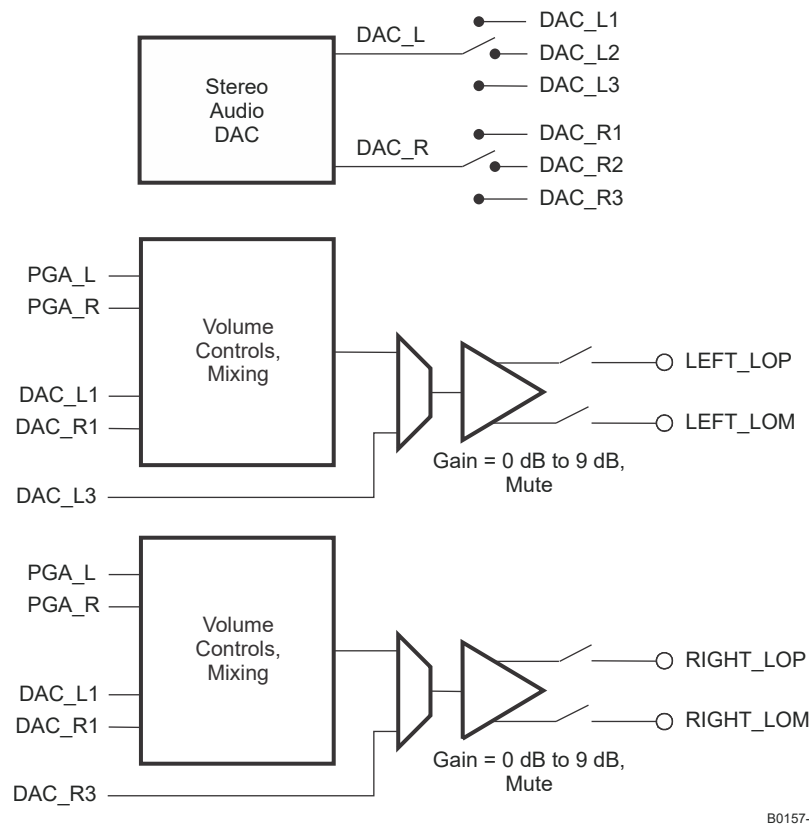 DAC_L1
DAC_L
DAC_L2
Stereo
Audio
DAC
DAC_L3
DAC_R1
DAC_R
DAC_R2
DAC_R3
PGA_L
PGA_R
Volume
Controls,
Mixing
LEFT_LOP
DAC_L1
LEFT_LOM
DAC_R1
Gain = 0 dB to 9 dB,
Mute
DAC_L3
PGA_L
PGA_R
Volume
Controls,
Mixing
RIGHT_LOP
DAC_L1
RIGHT_LOM
DAC_R1
Gain = 0 dB to 9 dB,
Mute
DAC_R3
B0157-